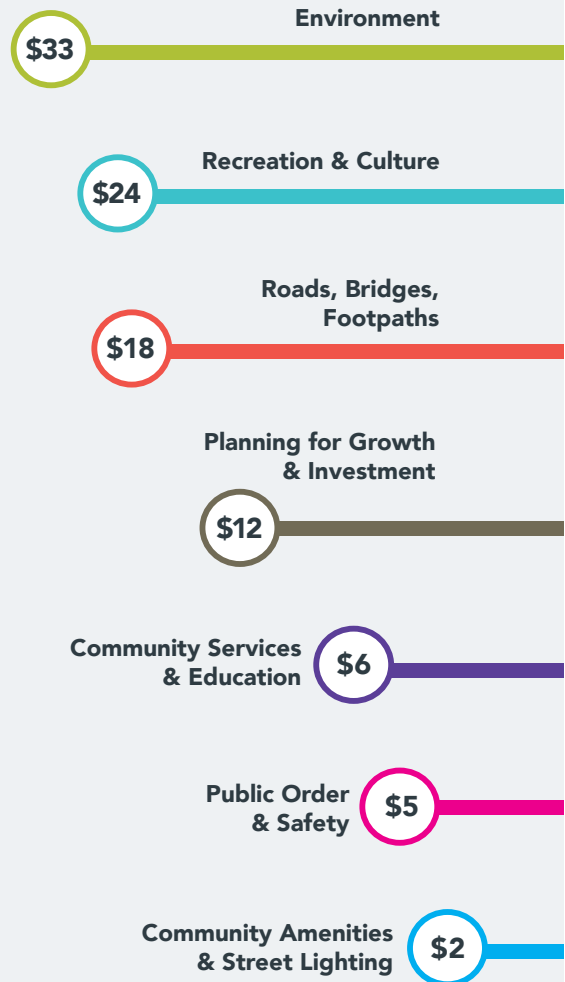 Environment
$33
Recreation & Culture
$24
Roads, Bridges,
Footpaths
$18
Planning for Growth
& Investment
$12
Community Services
& Education
$6
Public Order
& Safety
$5
Community Amenities
& Street Lighting
$2